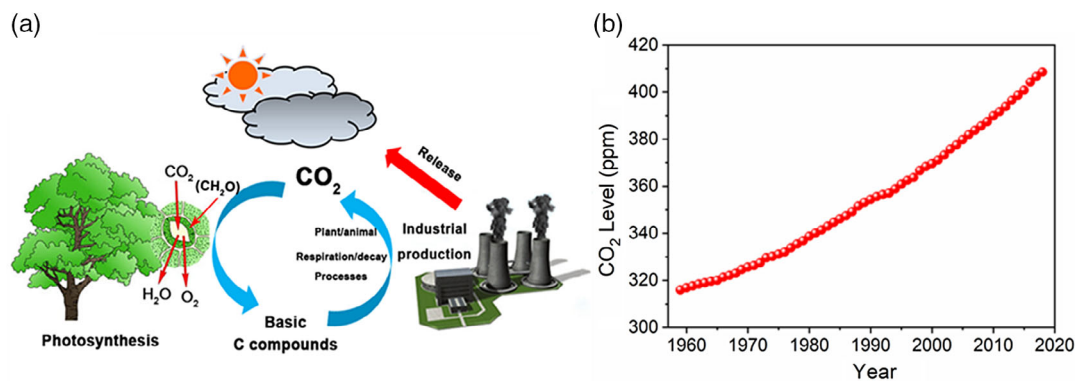 (a)
CO₂
(CH₂O)
H₂O
O₂
Photosynthesis
CO₂
Plant/animal
Respiration/decay
Processes
Basic
C compounds
Release
Industrial
production
(b)
CO₂ Level (ppm)
420
400
380
360
340
320
300
1960
1970
1980
1990
2000
2010
2020
Year